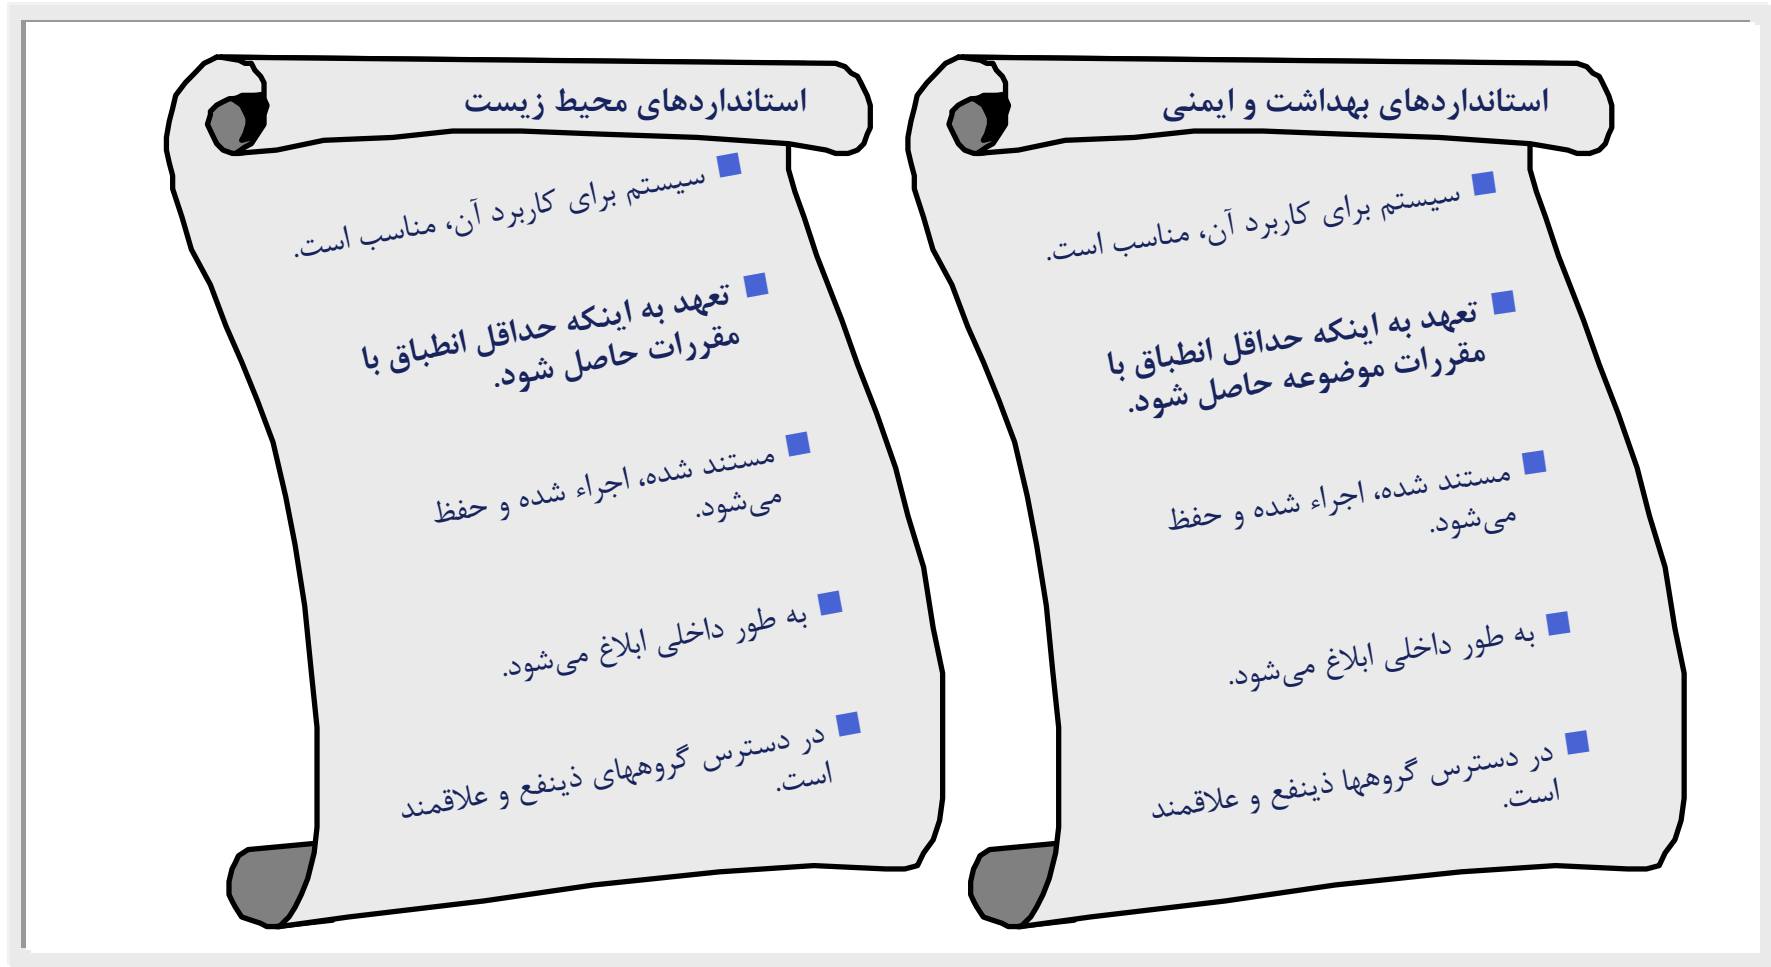 استانداردهای بهداشت و ایمنی
سیستم برای کاربرد آن، مناسب است.
تعهد به اینکه حداقل انطباق با
مقررات موضوعه حاصل شود.
مستند شده، اجراء شده و حفظ
می‌شود.
به طور داخلی ابلاغ می‌شود.
در دسترس گروهها ذینفع و علاقمند
است.
استانداردهای محیط زیست
سیستم برای کاربرد آن، مناسب است.
تعهد به اینکه حداقل انطباق با
مقررات حاصل شود.
مستند شده، اجراء شده و حفظ
می‌شود.
به طور داخلی ابلاغ می‌شود.
در دسترس گروههای ذینفع و علاقمند
است.